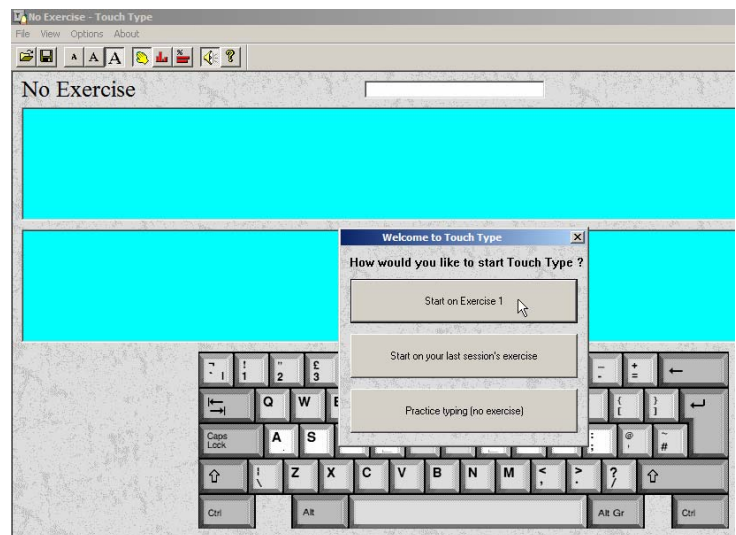 No Exercise - Touch Type
File View Options About
A A A % ?
No Exercise
Welcome to Touch Type
How would you like to start Touch Type ?
Start on Exercise 1
Start on your last session's exercise
Practice typing (no exercise)
¬ ! " £ _ +
` | 1 2 3 - =
Q W E { }
[ ]
Caps Lock A S : @ ~
; ' #
| Z X C V B N M < > ?
\ , . /
Ctrl Alt Alt Gr Ctrl